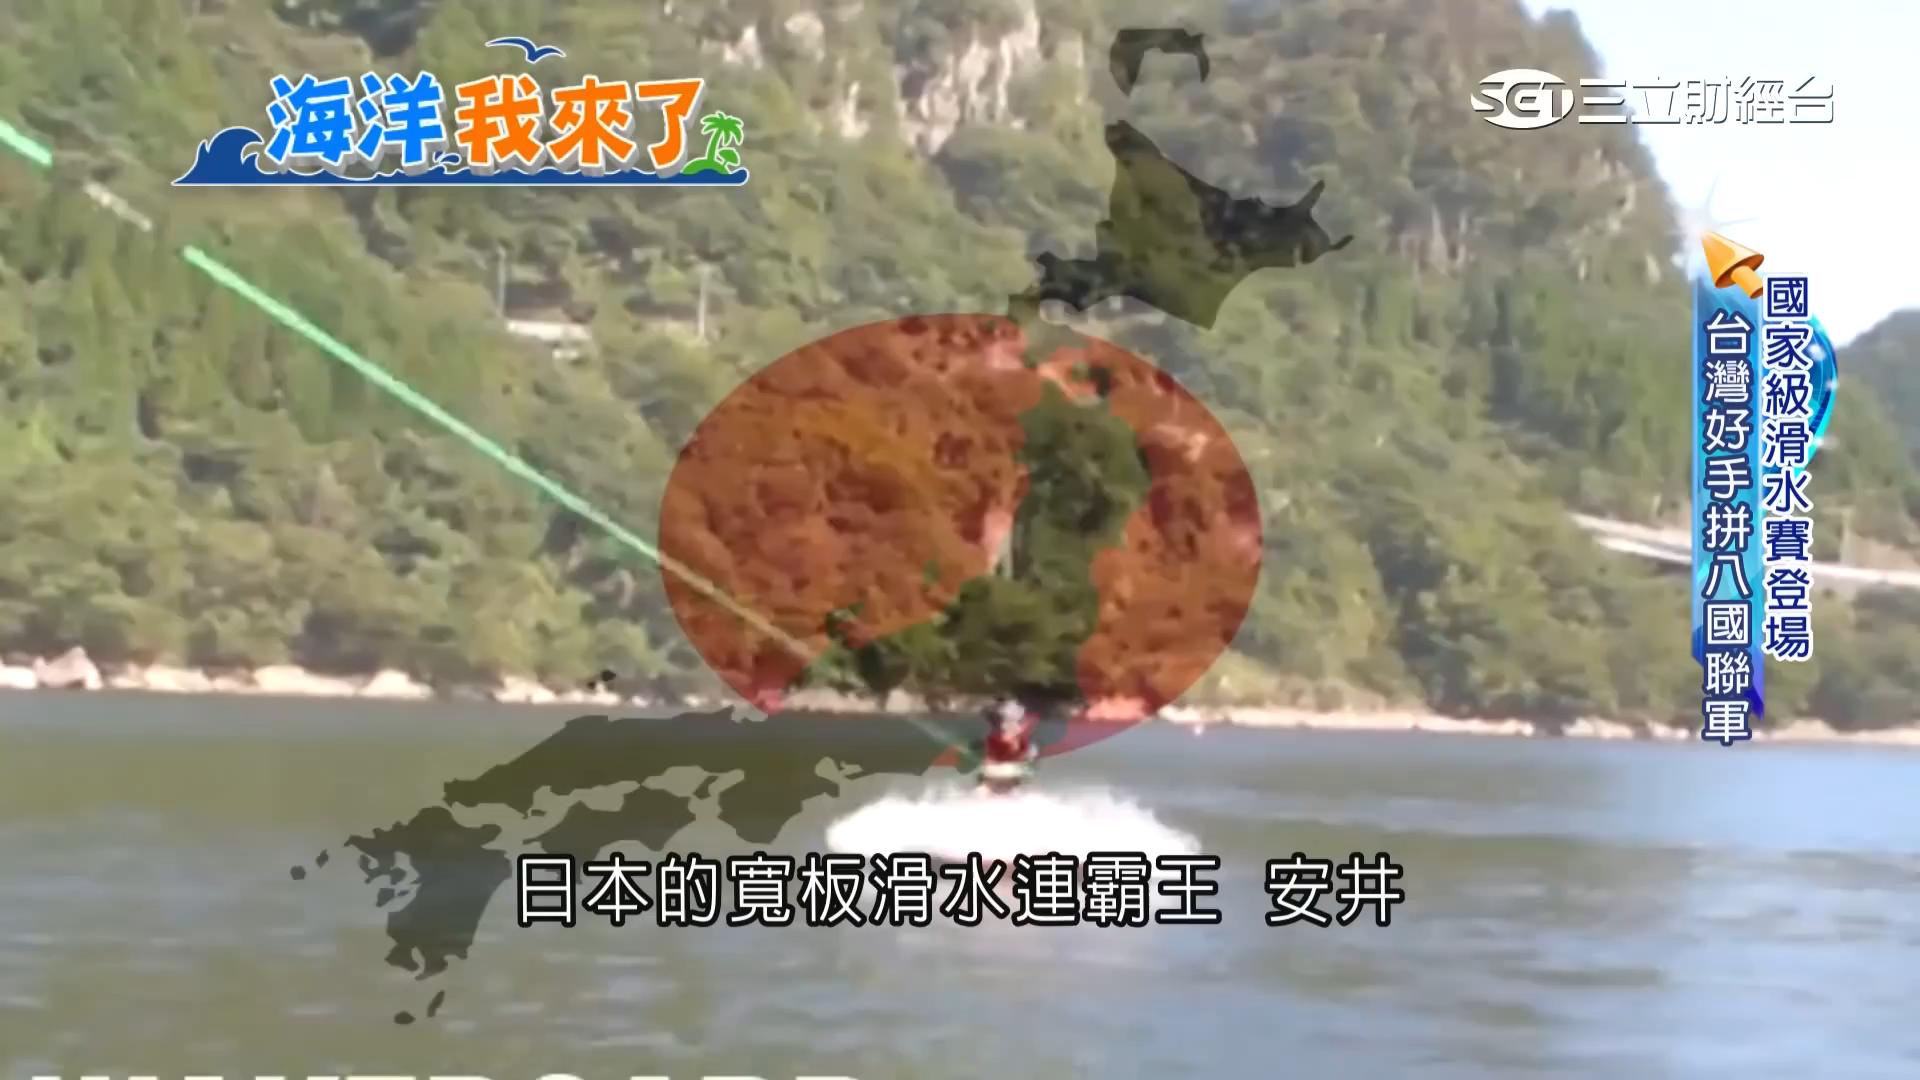 海洋我來了
SET三立財經台
國家級滑水賽登場
台灣好手拼八國聯軍
日本的寬板滑水連霸王 安井